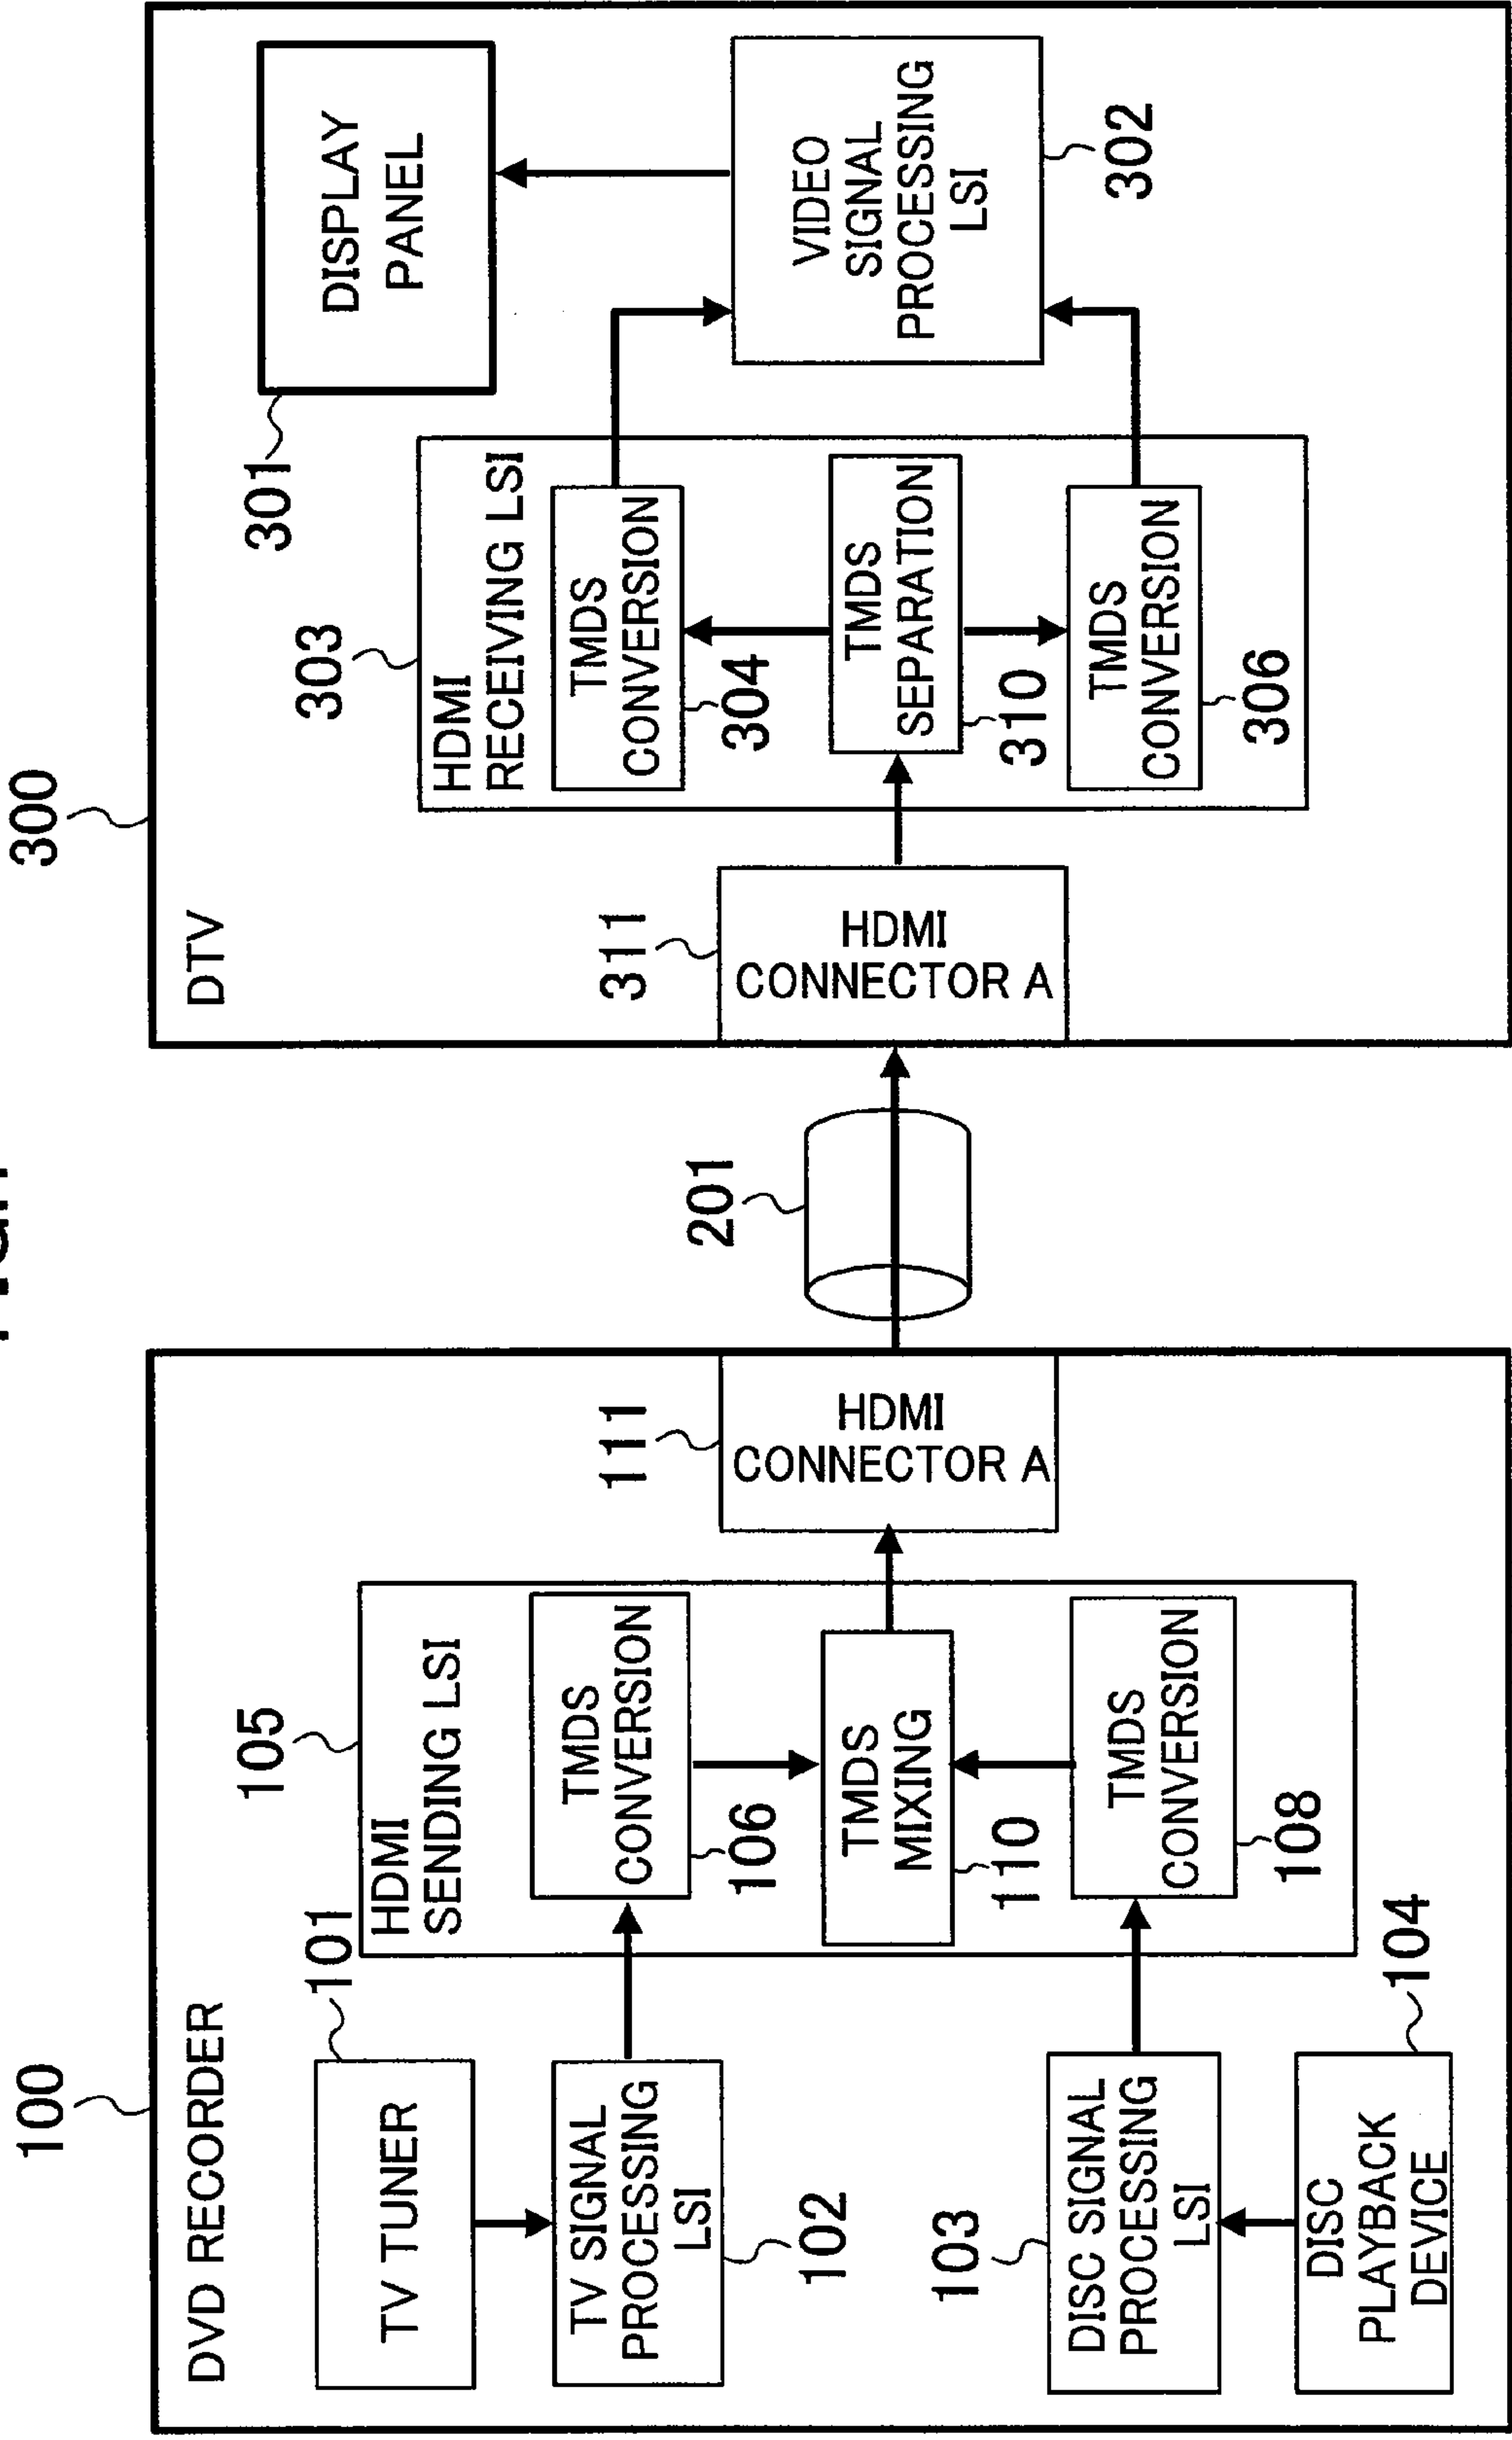 100
DVD RECORDER
TV TUNER
101
TV SIGNAL
PROCESSING
LSI
102
103
DISC SIGNAL
PROCESSING
LSI
DISC
PLAYBACK
DEVICE
104
105
HDMI
SENDING LSI
TMDS
CONVERSION
106
TMDS
MIXING
110
TMDS
CONVERSION
108
111
HDMI
CONNECTOR A
201
300
DTV
311
HDMI
CONNECTOR A
303
HDMI
RECEIVING LSI
TMDS
CONVERSION
304
TMDS
SEPARATION
310
TMDS
CONVERSION
306
301
DISPLAY
PANEL
VIDEO
SIGNAL
PROCESSING
LSI
302